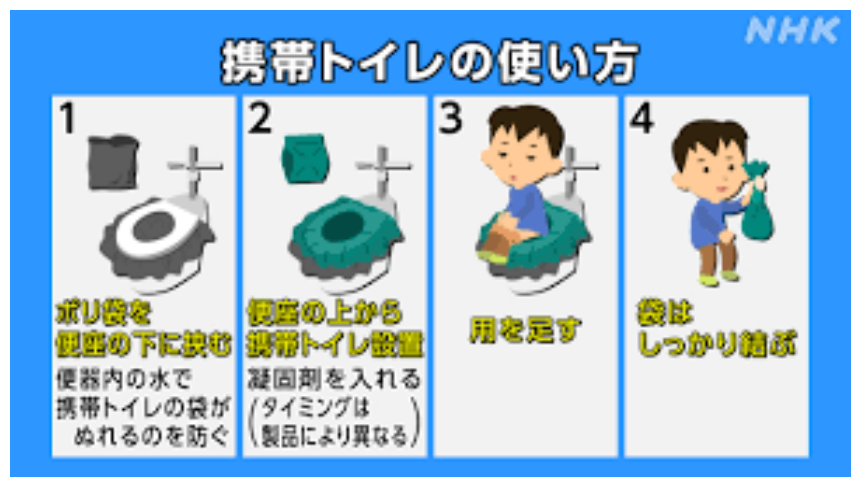 NHK
携帯トイレの使い方
1
ポリ袋を
便座の下に挟む
便器内の水で
携帯トイレの袋が
ぬれるのを防ぐ
2
便座の上から
携帯トイレ設置
凝固剤を入れる
(タイミングは
製品により異なる)
3
用を足す
4
袋は
しっかり結ぶ